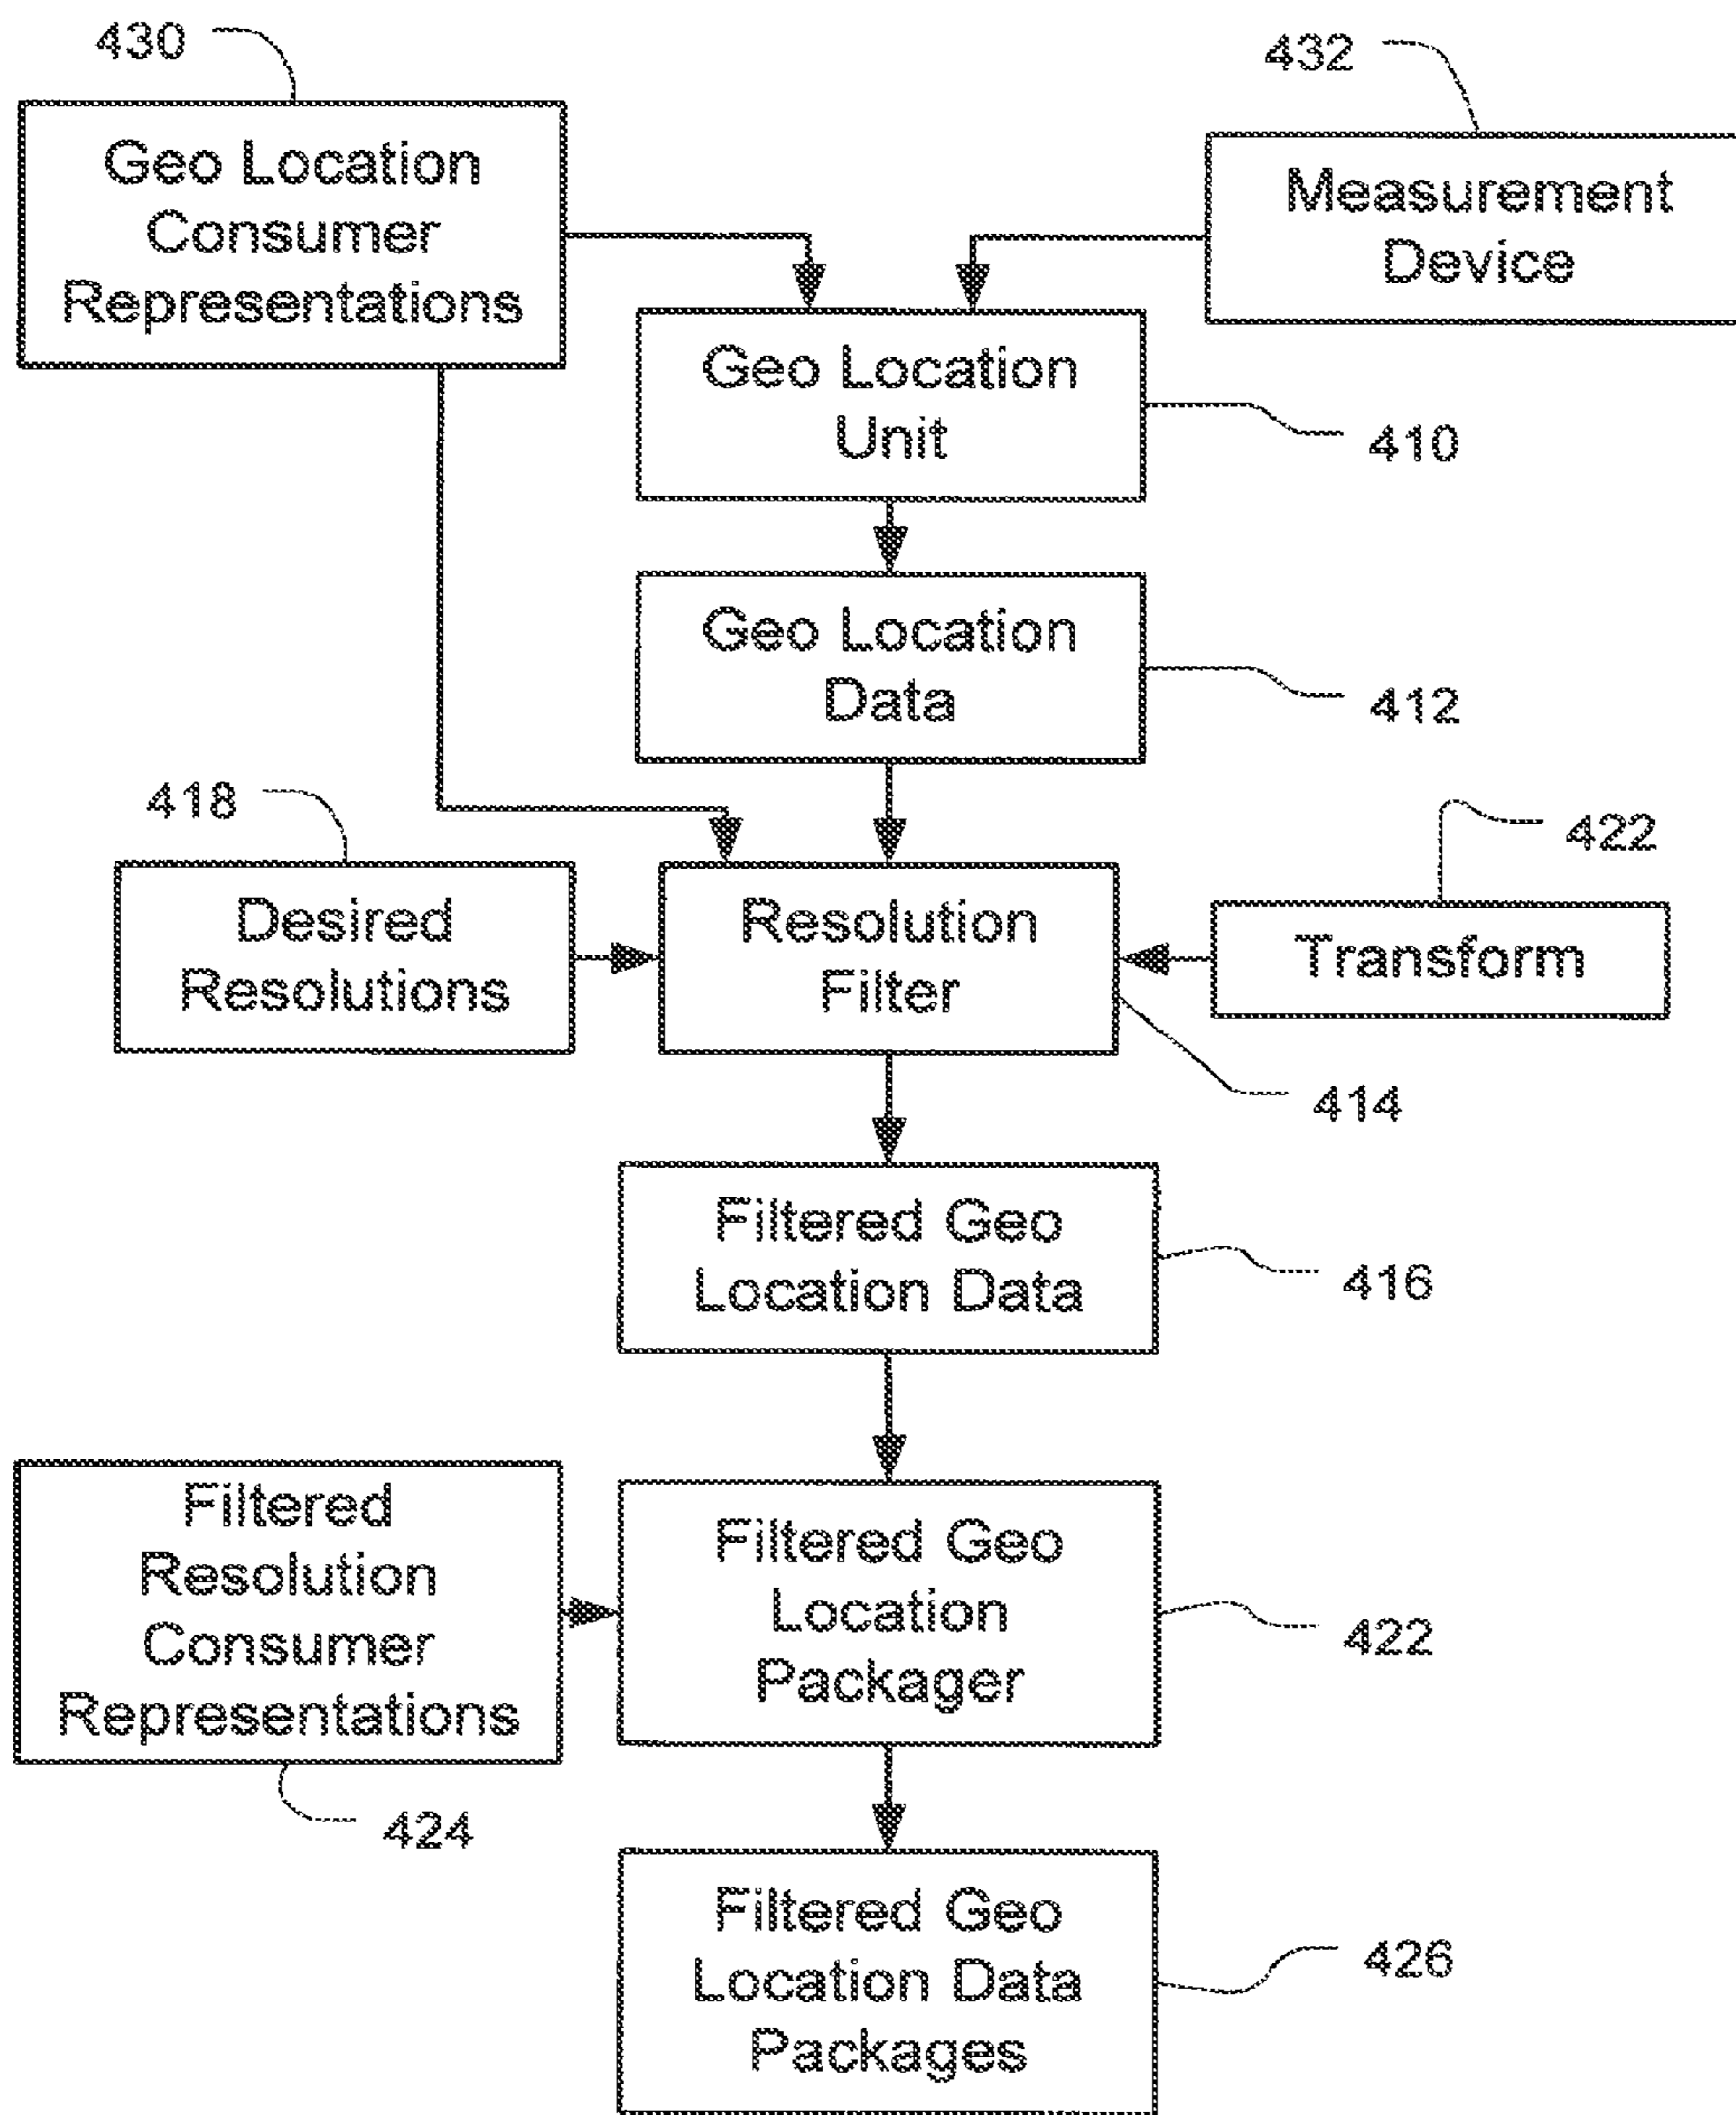 430
432
Geo Location
Consumer
Representations
Measurement
Device
Geo Location
Unit
410
Geo Location
Data
412
418
422
Desired
Resolutions
Resolution
Filter
Transform
414
Filtered Geo
Location Data
416
Filtered
Resolution
Consumer
Representations
Filtered Geo
Location
Packager
422
424
Filtered Geo
Location Data
Packages
426